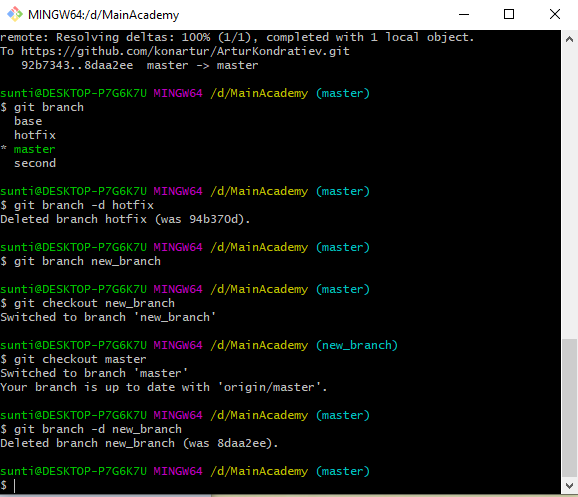 MINGW64:/d/MainAcademy
remote: Resolving deltas: 100% (1/1), completed with 1 local object.
To https://github.com/konartur/ArturKondratiev.git
   92b7343..8daa2ee  master -> master
sunti@DESKTOP-P7G6K7U MINGW64 /d/MainAcademy (master)
$ git branch
  base
  hotfix
* master
  second
sunti@DESKTOP-P7G6K7U MINGW64 /d/MainAcademy (master)
$ git branch -d hotfix
Deleted branch hotfix (was 94b370d).
sunti@DESKTOP-P7G6K7U MINGW64 /d/MainAcademy (master)
$ git branch new_branch
sunti@DESKTOP-P7G6K7U MINGW64 /d/MainAcademy (master)
$ git checkout new_branch
Switched to branch 'new_branch'
sunti@DESKTOP-P7G6K7U MINGW64 /d/MainAcademy (new_branch)
$ git checkout master
Switched to branch 'master'
Your branch is up to date with 'origin/master'.
sunti@DESKTOP-P7G6K7U MINGW64 /d/MainAcademy (master)
$ git branch -d new_branch
Deleted branch new_branch (was 8daa2ee).
sunti@DESKTOP-P7G6K7U MINGW64 /d/MainAcademy (master)
$